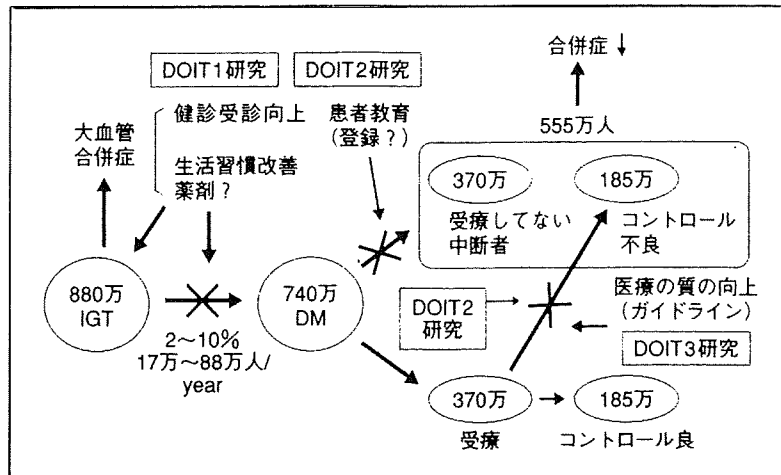 合併症↓
DOIT1研究
DOIT2研究
健診受診向上
患者教育
(登録？)
大血管
合併症
生活習慣改善
薬剤？
555万人
370万
185万
受療してない
中断者
コントロール
不良
880万
IGT
740万
DM
2～10%
17万～88万人/
year
DOIT2
研究
医療の質の向上
(ガイドライン)
DOIT3研究
370万
185万
受療
コントロール良